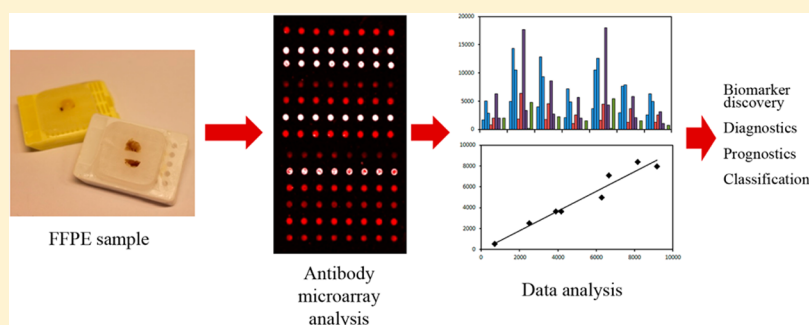 FFPE sample
Antibody
microarray
analysis
20000
15000
10000
5000
0
10000
8000
6000
4000
2000
0
0 2000 4000 6000 8000 10000
Data analysis
Biomarker
discovery
Diagnostics
Prognostics
Classification